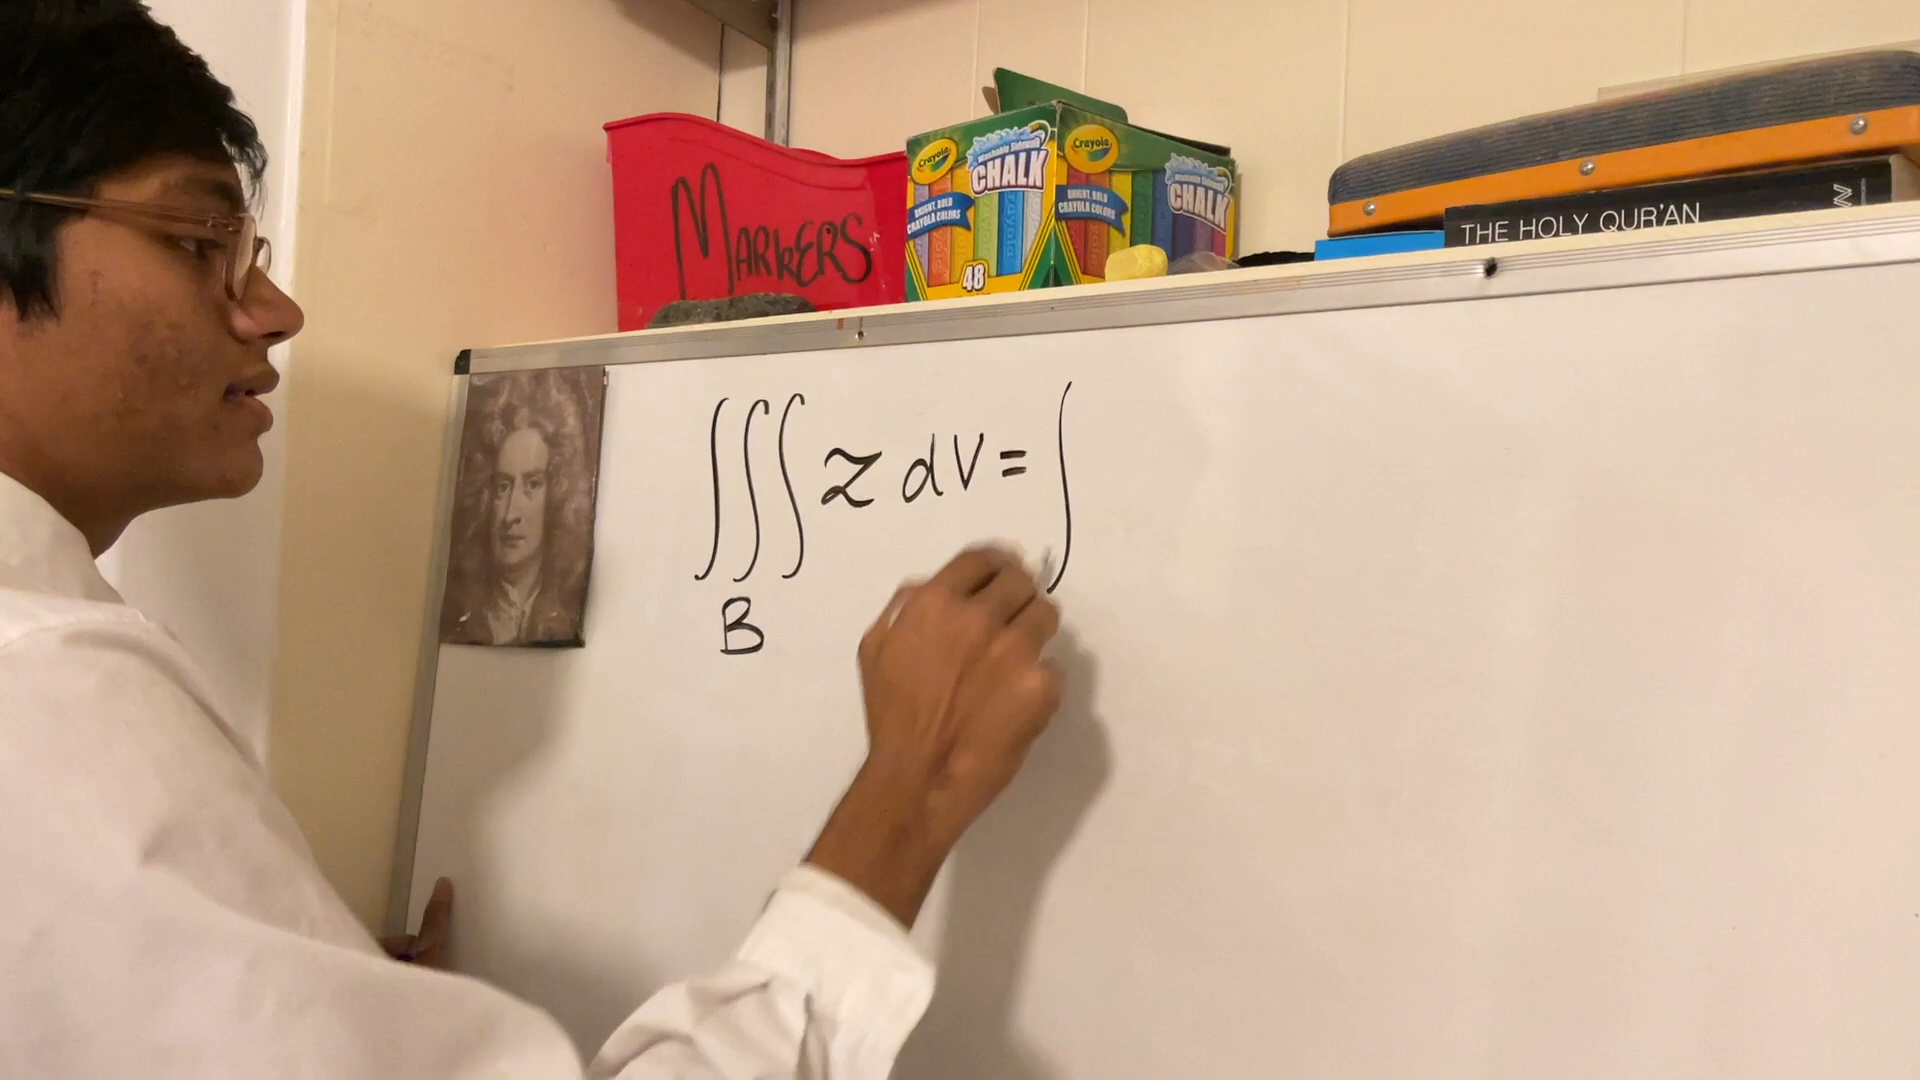 MARKERS
Crayola
Washable Sidewalk
CHALK
BRIGHT, BOLD
CRAYOLA COLORS
48
Crayola
Washable Sidewalk
CHALK
BRIGHT, BOLD
CRAYOLA COLORS
THE HOLY QUR'AN
∭ z dV = ∫
B